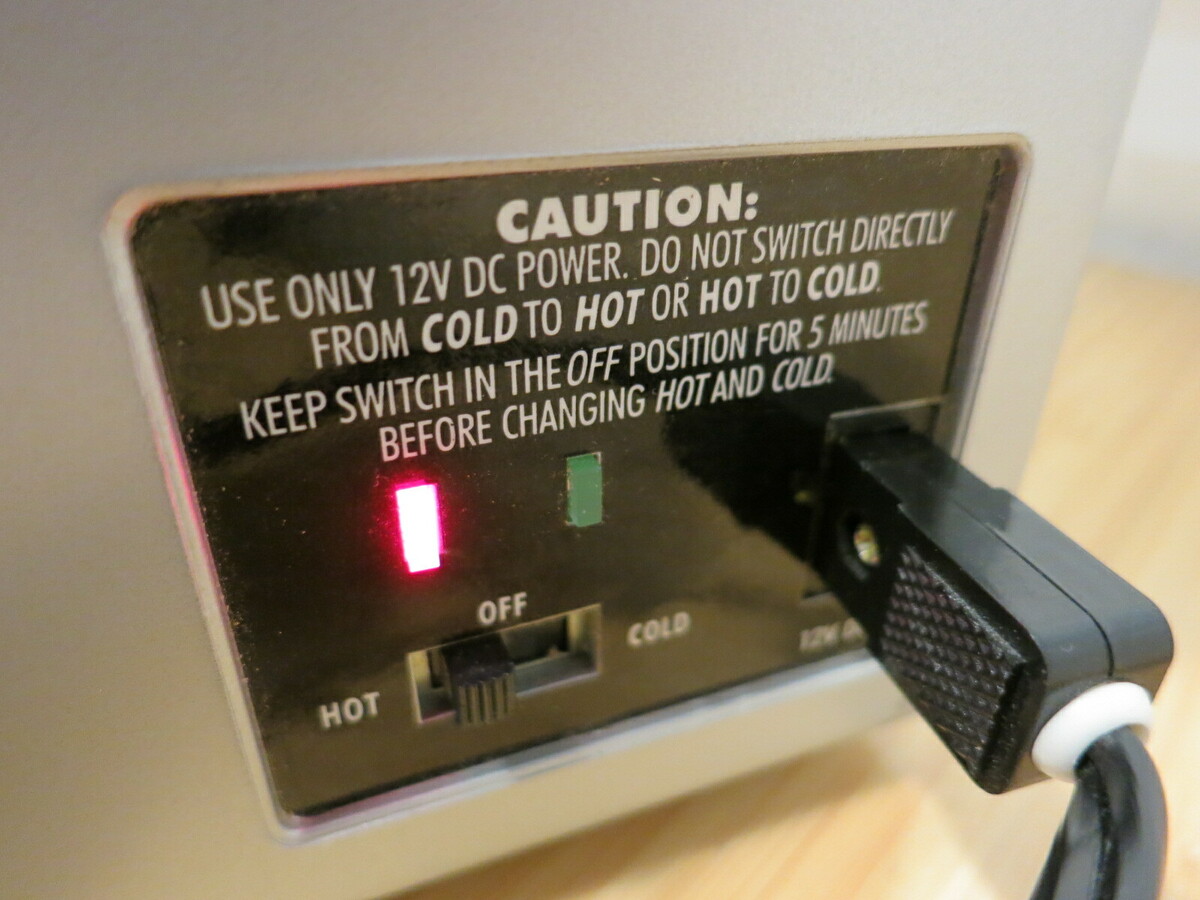 CAUTION:
USE ONLY 12V DC POWER. DO NOT SWITCH DIRECTLY
FROM COLD TO HOT OR HOT TO COLD.
KEEP SWITCH IN THE OFF POSITION FOR 5 MINUTES
BEFORE CHANGING HOT AND COLD.
OFF
COLD
HOT
12V